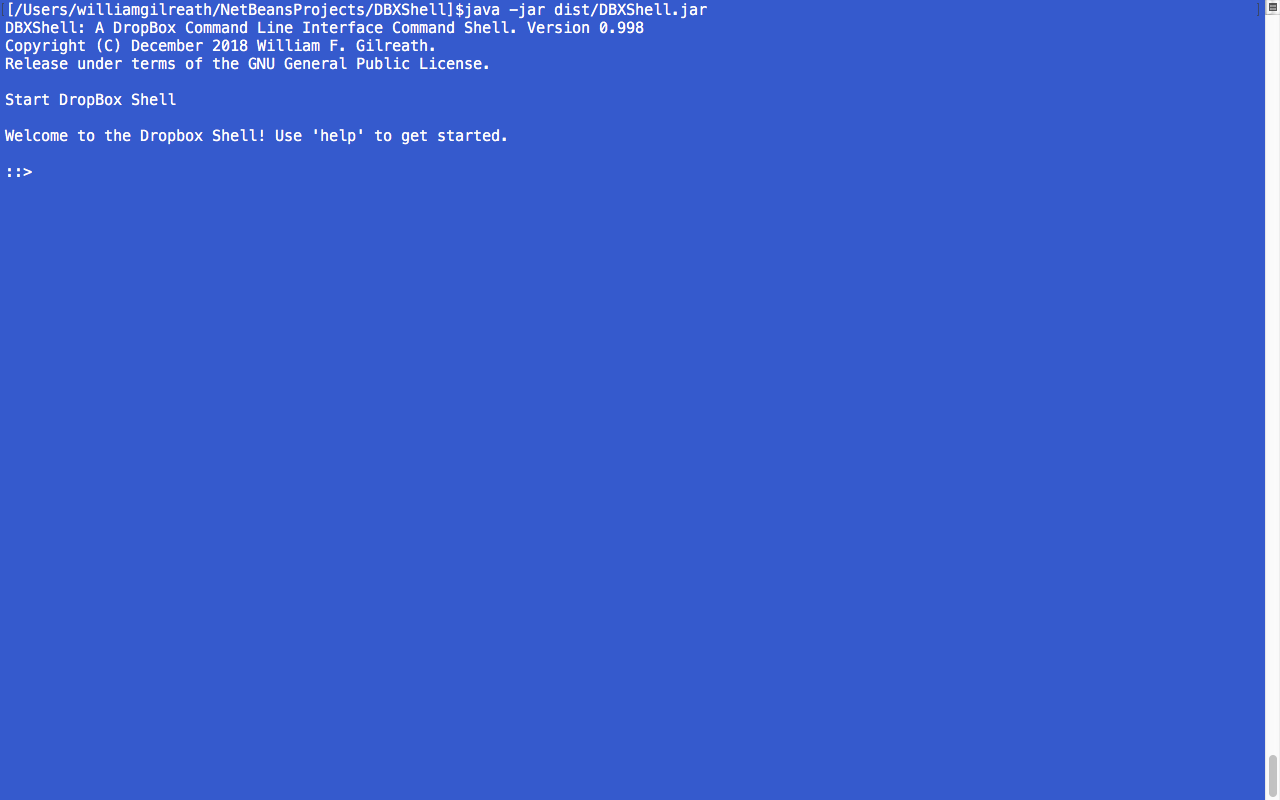 [/Users/williamgilreath/NetBeansProjects/DBXShell]$java -jar dist/DBXShell.jar
DBXShell: A DropBox Command Line Interface Command Shell. Version 0.998
Copyright (C) December 2018 William F. Gilreath.
Release under terms of the GNU General Public License.
Start DropBox Shell
Welcome to the Dropbox Shell! Use 'help' to get started.
::>